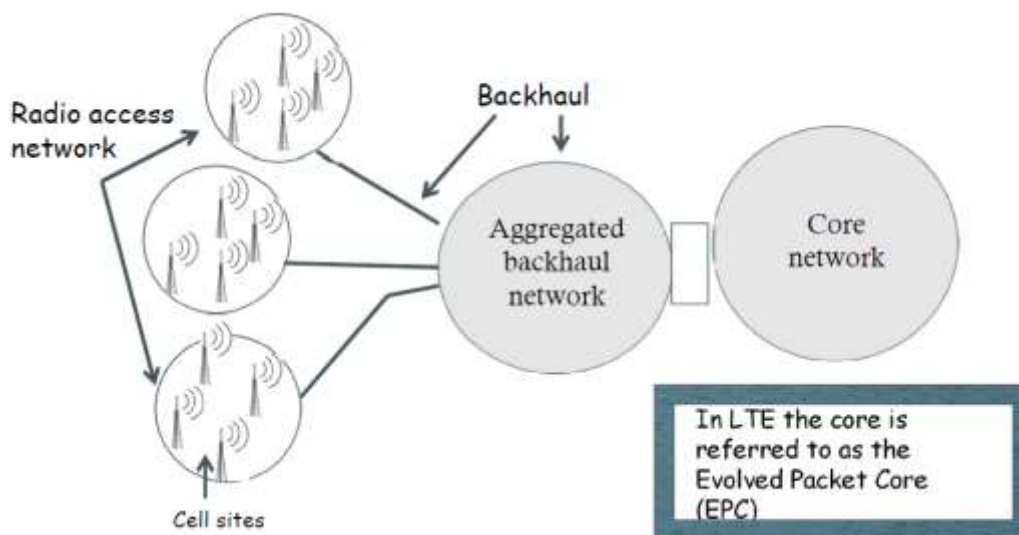 Radio access
network
Backhaul
Aggregated
backhaul
network
Core
network
Cell sites
In LTE the core is
referred to as the
Evolved Packet Core
(EPC)